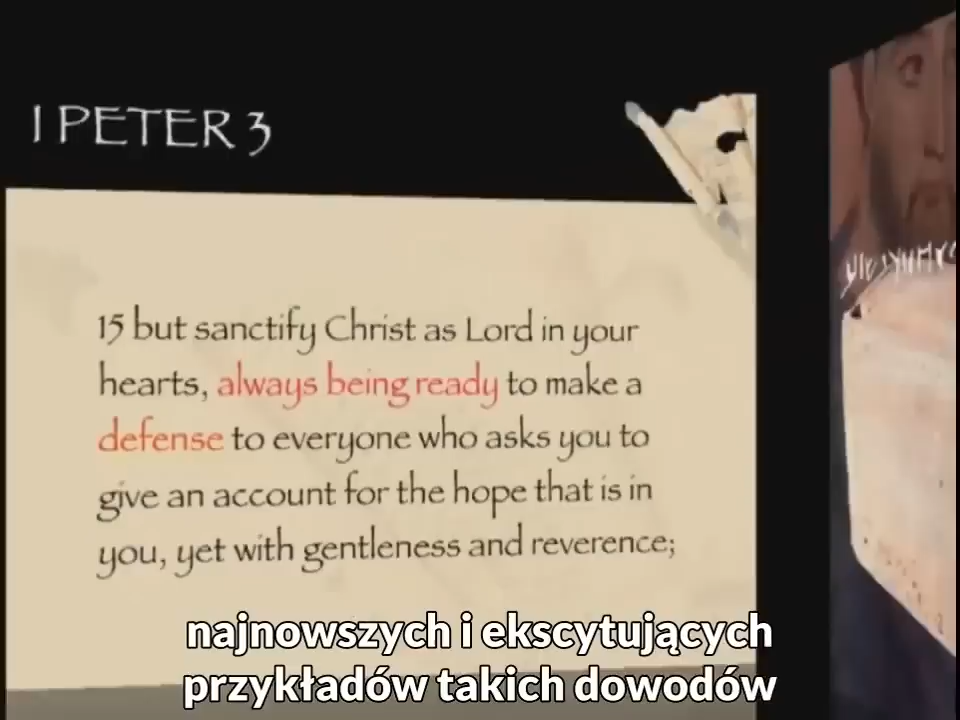 I PETER 3
15 but sanctify Christ as Lord in your
hearts, always being ready to make a
defense to everyone who asks you to
give an account for the hope that is in
you, yet with gentleness and reverence;
najnowszych i ekscytujących
przykładów takich dowodów